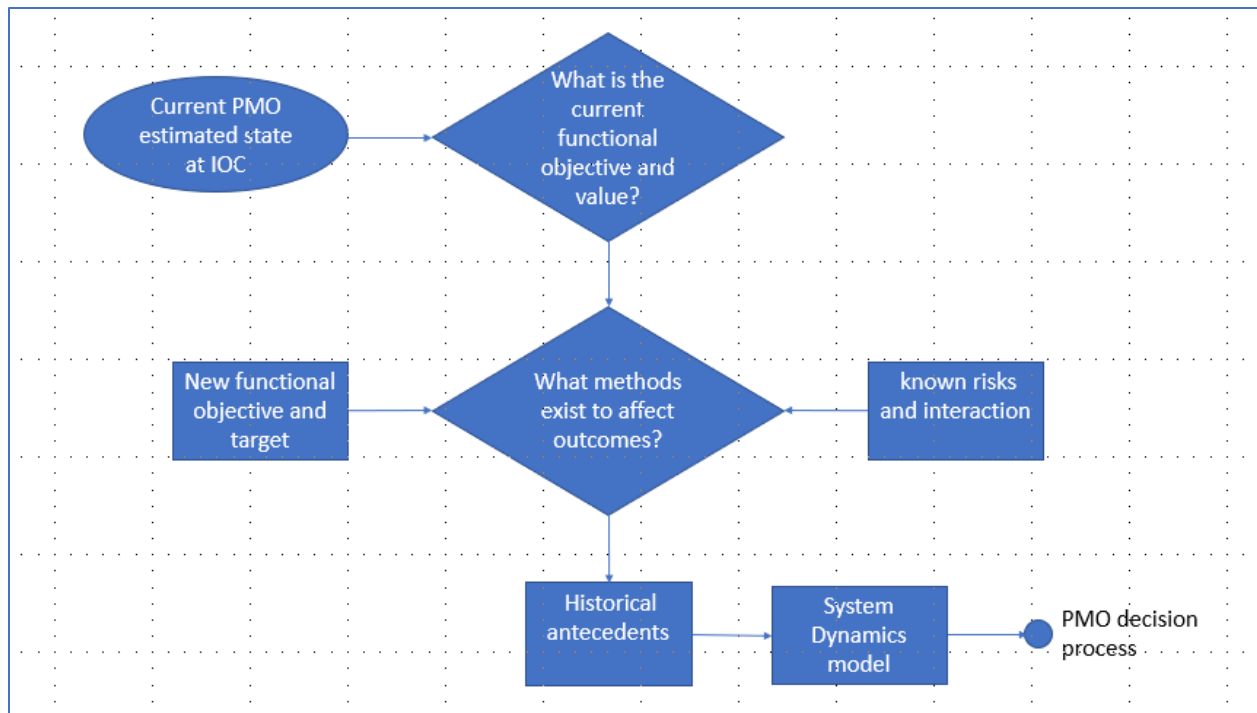 Current PMO
estimated state
at IOC
What is the
current
functional
objective and
value?
New functional
objective and
target
What methods
exist to affect
outcomes?
known risks
and interaction
Historical
antecedents
System
Dynamics
model
PMO decision
process